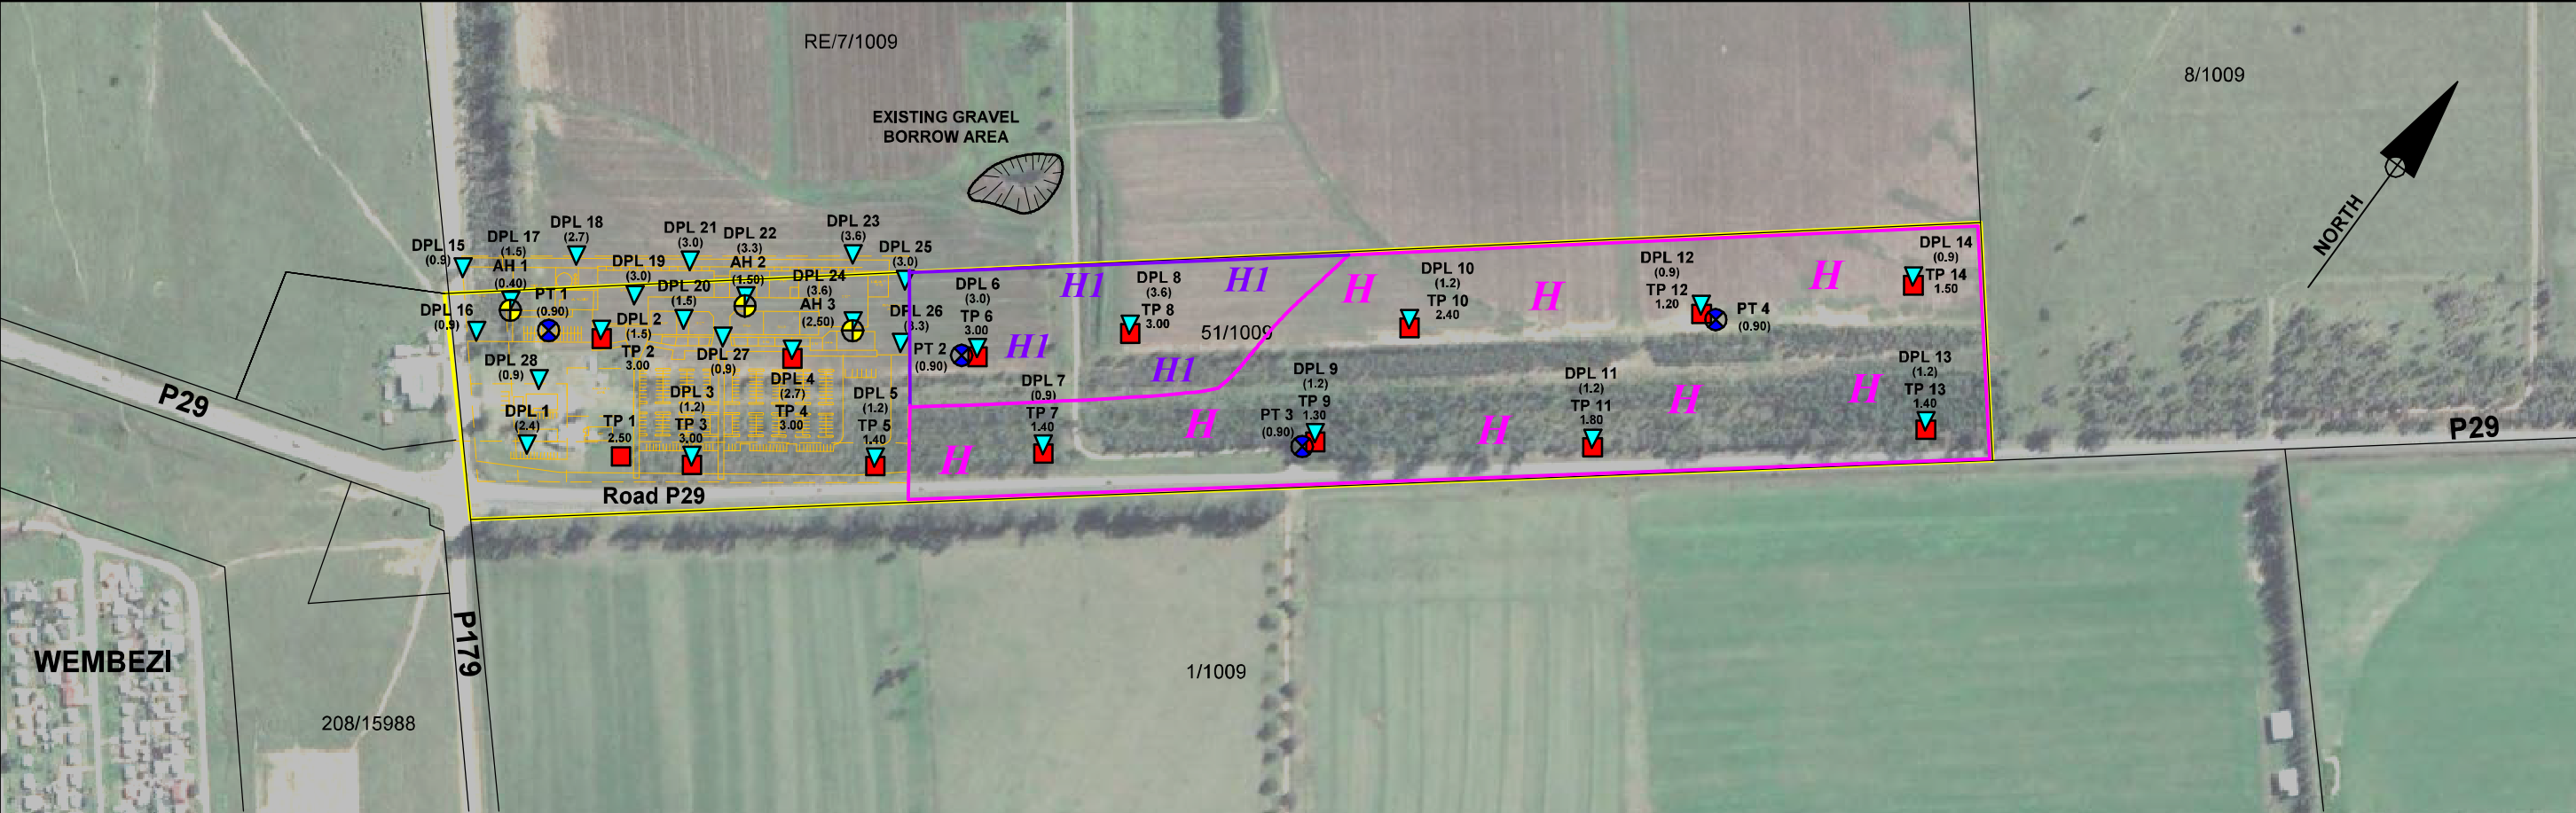 RE/7/1009
8/1009
EXISTING GRAVEL
BORROW AREA
NORTH
DPL 15
(0.9)
DPL 17
(1.5)
AH 1
(0.40)
DPL 18
(2.7)
DPL 19
(3.0)
DPL 21
(3.0)
DPL 22
(3.3)
AH 2
(1.50)
DPL 23
(3.6)
DPL 25
(3.0)
DPL 16
(0.9)
PT 1
(0.90)
DPL 2
(1.5)
TP 2
3.00
DPL 20
(1.5)
DPL 27
(0.9)
DPL 24
(3.6)
AH 3
(2.50)
DPL 26
(3.3)
DPL 28
(0.9)
DPL 1
(2.4)
TP 1
2.50
DPL 3
(1.2)
TP 3
3.00
DPL 4
(2.7)
TP 4
3.00
DPL 5
(1.2)
TP 5
1.40
PT 2
(0.90)
DPL 6
(3.0)
TP 6
3.00
H1
H1
H1
H1
DPL 7
(0.9)
TP 7
1.40
DPL 8
(3.6)
TP 8
3.00
51/1009
H
H
H
H
H
H
H
H
DPL 9
(1.2)
TP 9
1.30
PT 3
(0.90)
DPL 10
(1.2)
TP 10
2.40
DPL 11
(1.2)
TP 11
1.80
DPL 12
(0.9)
TP 12
1.20
PT 4
(0.90)
DPL 13
(1.2)
TP 13
1.40
DPL 14
(0.9)
TP 14
1.50
P29
Road P29
P29
P179
WEMBEZI
208/15988
1/1009